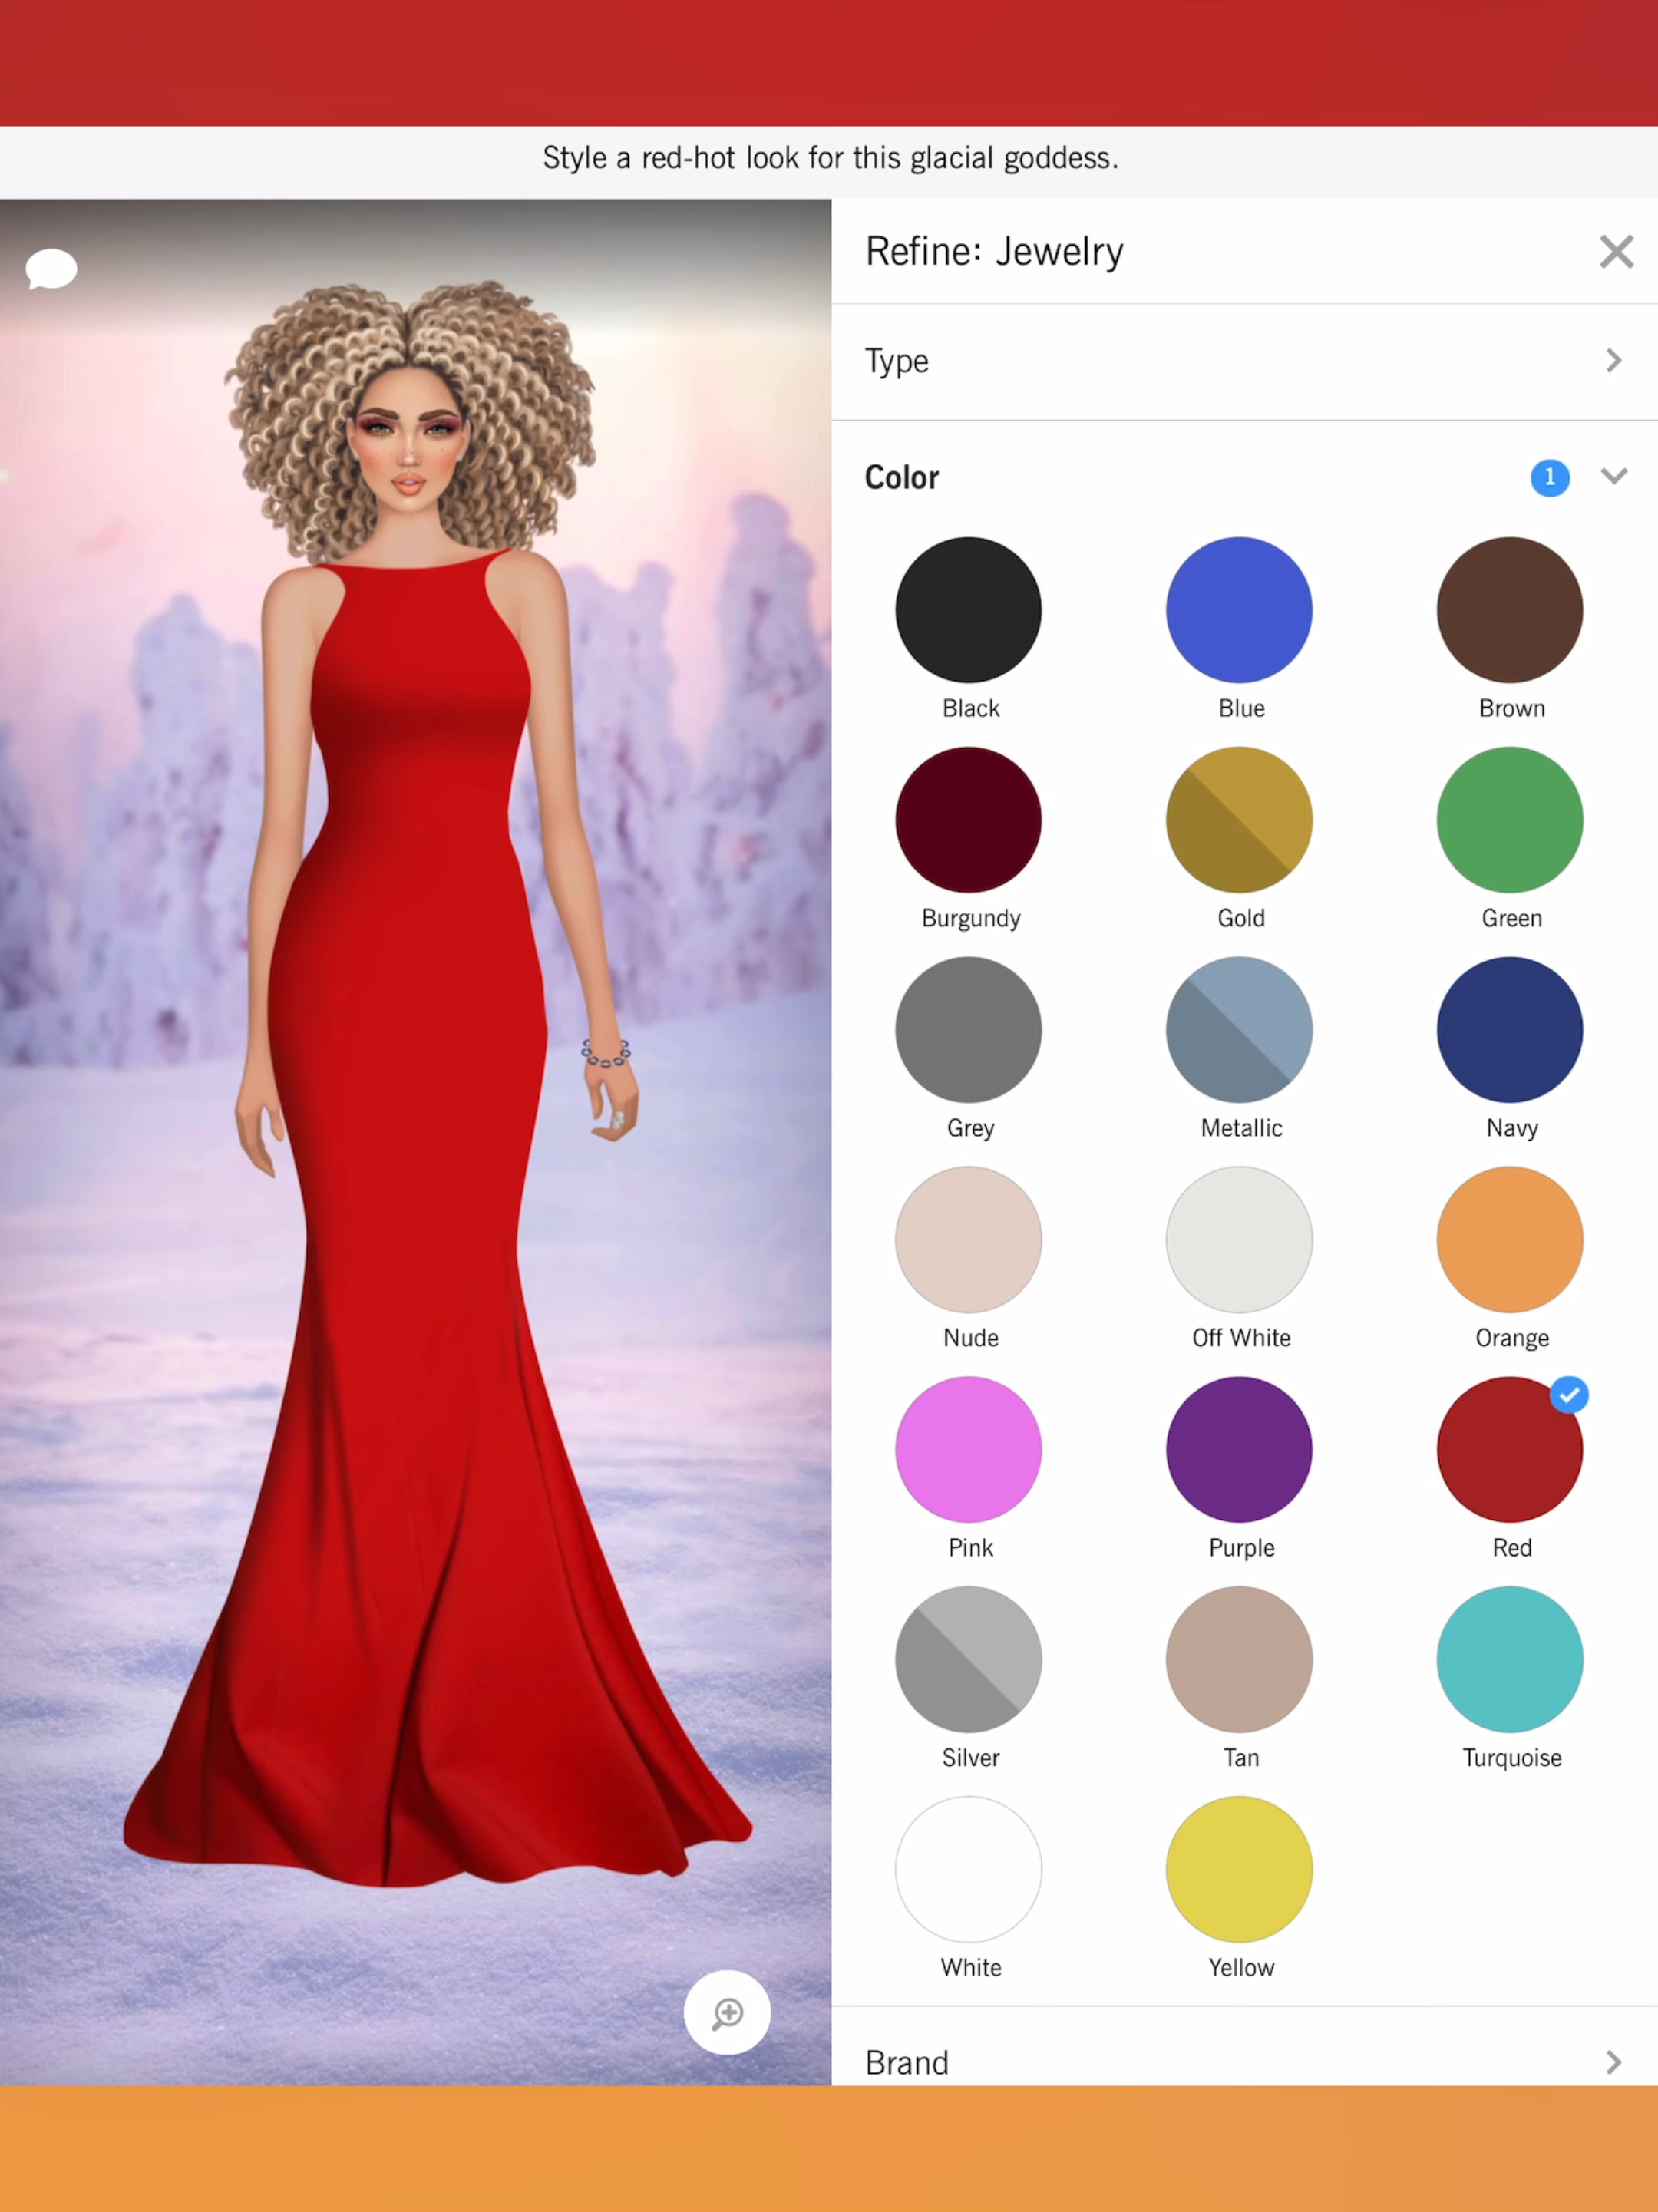 Style a red-hot look for this glacial goddess.
Refine: Jewelry
Type
Color
1
Black
Blue
Brown
Burgundy
Gold
Green
Grey
Metallic
Navy
Nude
Off White
Orange
Pink
Purple
Red
Silver
Tan
Turquoise
White
Yellow
Brand